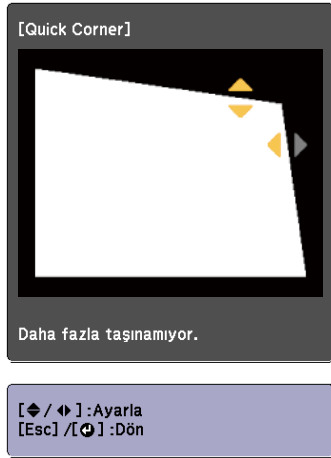 [Quick Corner]
Daha fazla taşınamıyor.
[ / ] :Ayarla
[Esc] /[ ] :Dön